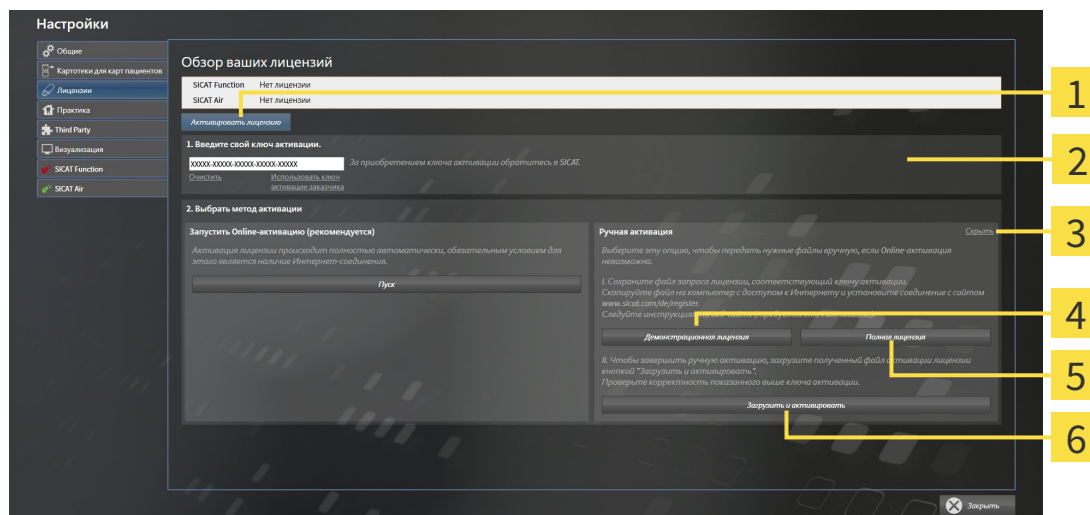 Настройки
Общие
Картотеки для карт пациентов
Лицензии
Практика
Third Party
Визуализация
SICAT Function
SICAT Air
Обзор ваших лицензий
SICAT Function Нет лицензии
SICAT Air Нет лицензии
Активировать лицензию
1. Введите свой ключ активации.
XXXXX-XXXXX-XXXXX-XXXXX-XXXXX
За приобретением ключа активации обратитесь в SICAT.
Очистить
Использовать ключ
активации заказчика
2. Выбрать метод активации
Запустить Online-активацию (рекомендуется)
Активация лицензии происходит полностью автоматически, обязательным условием для
этого является наличие Интернет-соединения.
Пуск
Ручная активация
Скрыть
Выберите эту опцию, чтобы передать нужные файлы вручную, если Online-активация
невозможна.
I. Сохраните файл запроса лицензии, соответствующий ключу активации.
Скопируйте файл на компьютер с доступом к Интернету и установите соединение с сайтом
www.sicat.com/de/register.
Следуйте инструкциям
Демонстрационная лицензия
Полная лицензия
II. Чтобы завершить ручную активацию, загрузите полученный файл активации лицензии
кнопкой "Загрузить и активировать".
Проверьте корректность показанного выше ключа активации.
Загрузить и активировать
Закрыть
1
2
3
4
5
6